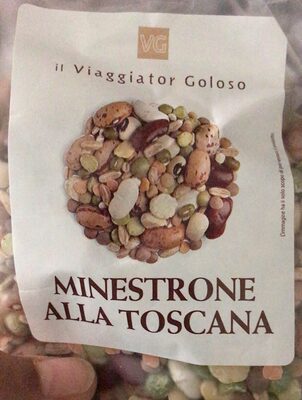 VG
il Viaggiator Goloso
MINESTRONE
ALLA TOSCANA